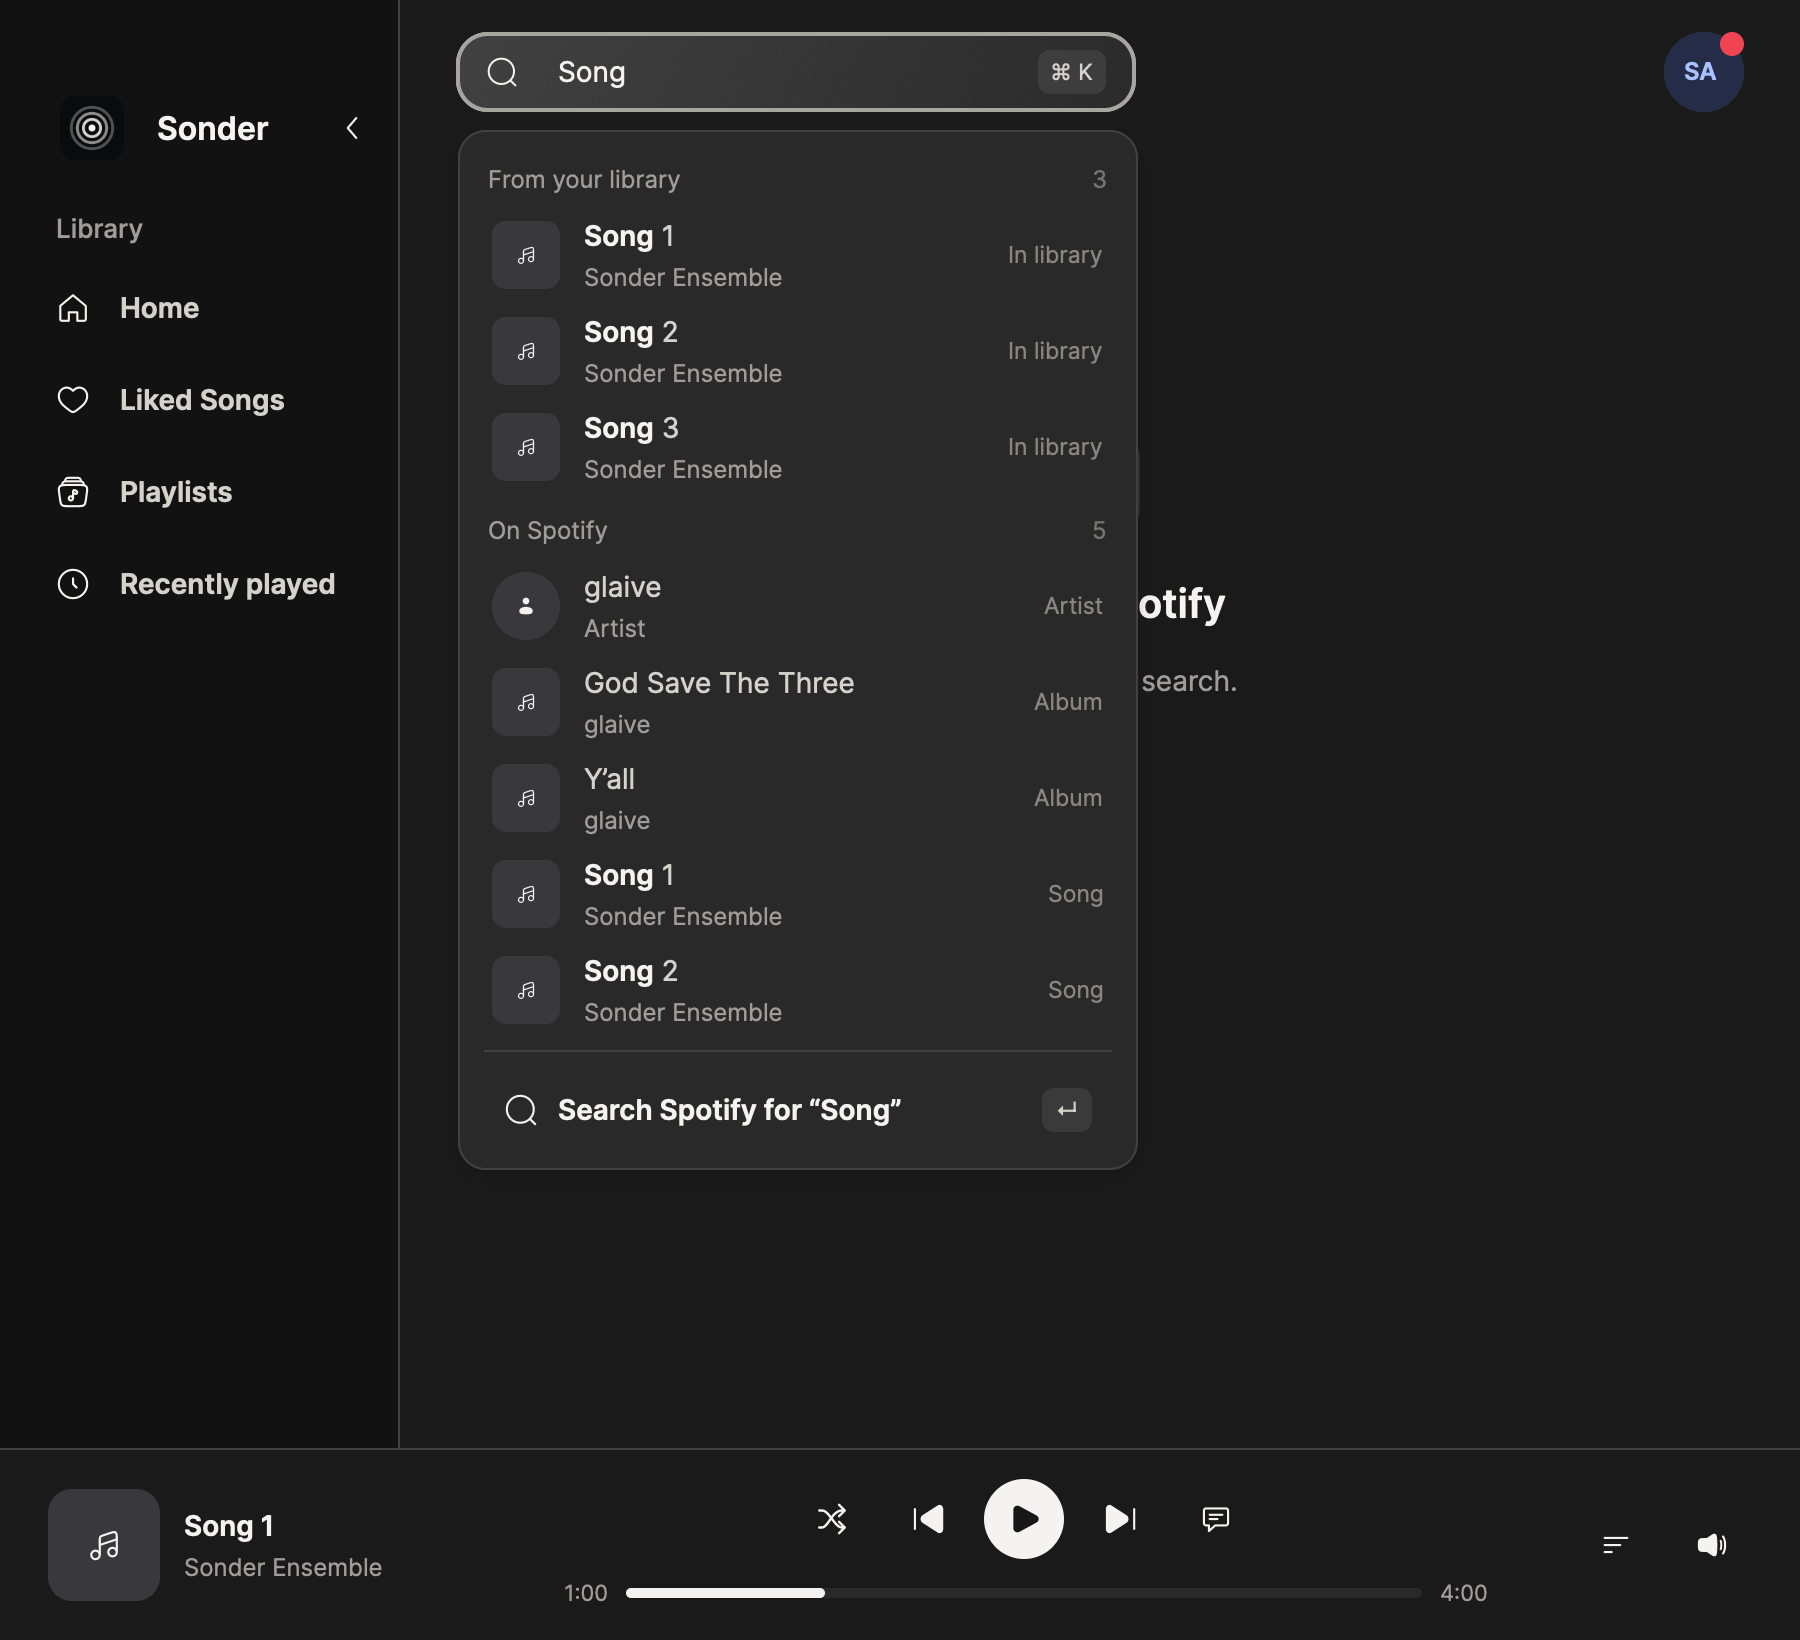 Song
⌘ K
SA
Sonder
Library
Home
Liked Songs
Playlists
Recently played
From your library 3
Song 1
Sonder Ensemble
In library
Song 2
Sonder Ensemble
In library
Song 3
Sonder Ensemble
In library
On Spotify 5
glaive
Artist
Artist
God Save The Three
glaive
Album
Y’all
glaive
Album
Song 1
Sonder Ensemble
Song
Song 2
Sonder Ensemble
Song
Search Spotify for “Song”
otify
search.
Song 1
Sonder Ensemble
1:00
4:00